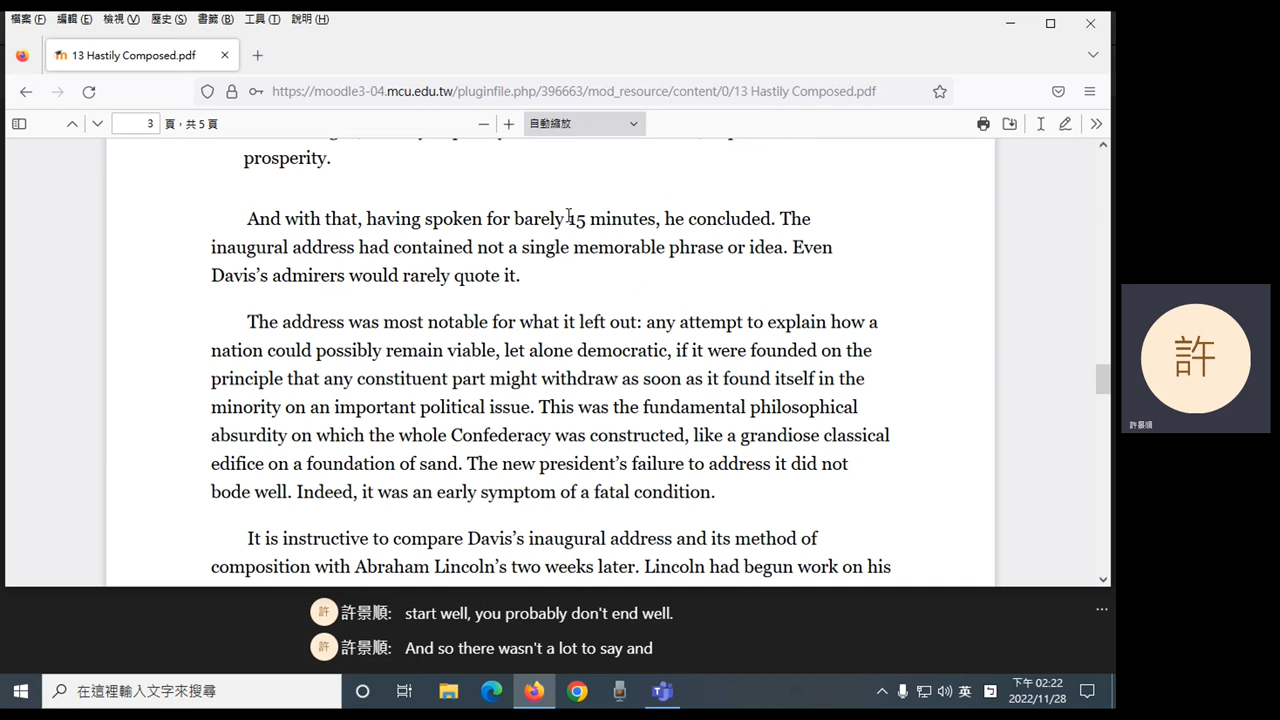 檔案(F) 編輯(E) 檢視(V) 歷史(S) 書籤(B) 工具(T) 說明(H)
13 Hastily Composed.pdf
https://moodle3-04.mcu.edu.tw/pluginfile.php/396663/mod_resource/content/0/13 Hastily Composed.pdf
3 頁，共 5 頁 自動縮放
prosperity.
And with that, having spoken for barely 15 minutes, he concluded. The
inaugural address had contained not a single memorable phrase or idea. Even
Davis’s admirers would rarely quote it.
The address was most notable for what it left out: any attempt to explain how a
nation could possibly remain viable, let alone democratic, if it were founded on the
principle that any constituent part might withdraw as soon as it found itself in the
minority on an important political issue. This was the fundamental philosophical
absurdity on which the whole Confederacy was constructed, like a grandiose classical
edifice on a foundation of sand. The new president’s failure to address it did not
bode well. Indeed, it was an early symptom of a fatal condition.
It is instructive to compare Davis’s inaugural address and its method of
composition with Abraham Lincoln’s two weeks later. Lincoln had begun work on his
許
許景順
許 許景順: start well, you probably don't end well.
許 許景順: And so there wasn't a lot to say and
在這裡輸入文字來搜尋
英
ㄅ
下午 02:22
2022/11/28